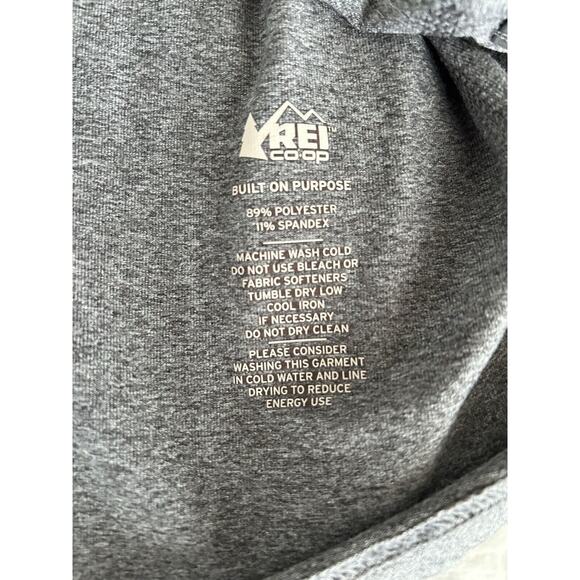 REI
CO·OP
BUILT ON PURPOSE
89% POLYESTER
11% SPANDEX
MACHINE WASH COLD
DO NOT USE BLEACH OR
FABRIC SOFTENERS
TUMBLE DRY LOW
COOL IRON
IF NECESSARY
DO NOT DRY CLEAN
PLEASE CONSIDER
WASHING THIS GARMENT
IN COLD WATER AND LINE
DRYING TO REDUCE
ENERGY USE